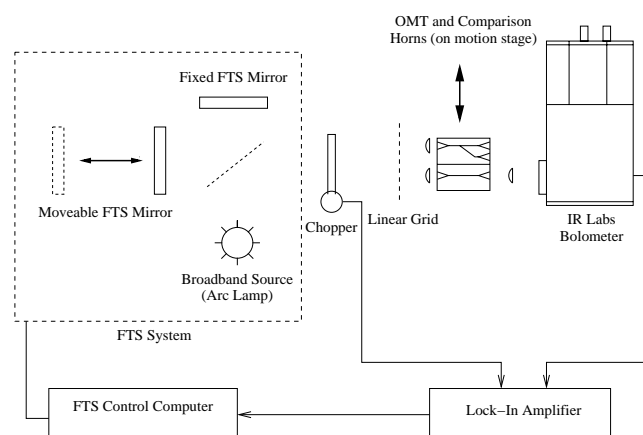 OMT and Comparison
Horns (on motion stage)
Fixed FTS Mirror
Moveable FTS Mirror
Chopper
Linear Grid
IR Labs
Bolometer
Broadband Source
(Arc Lamp)
FTS System
FTS Control Computer
Lock−In Amplifier